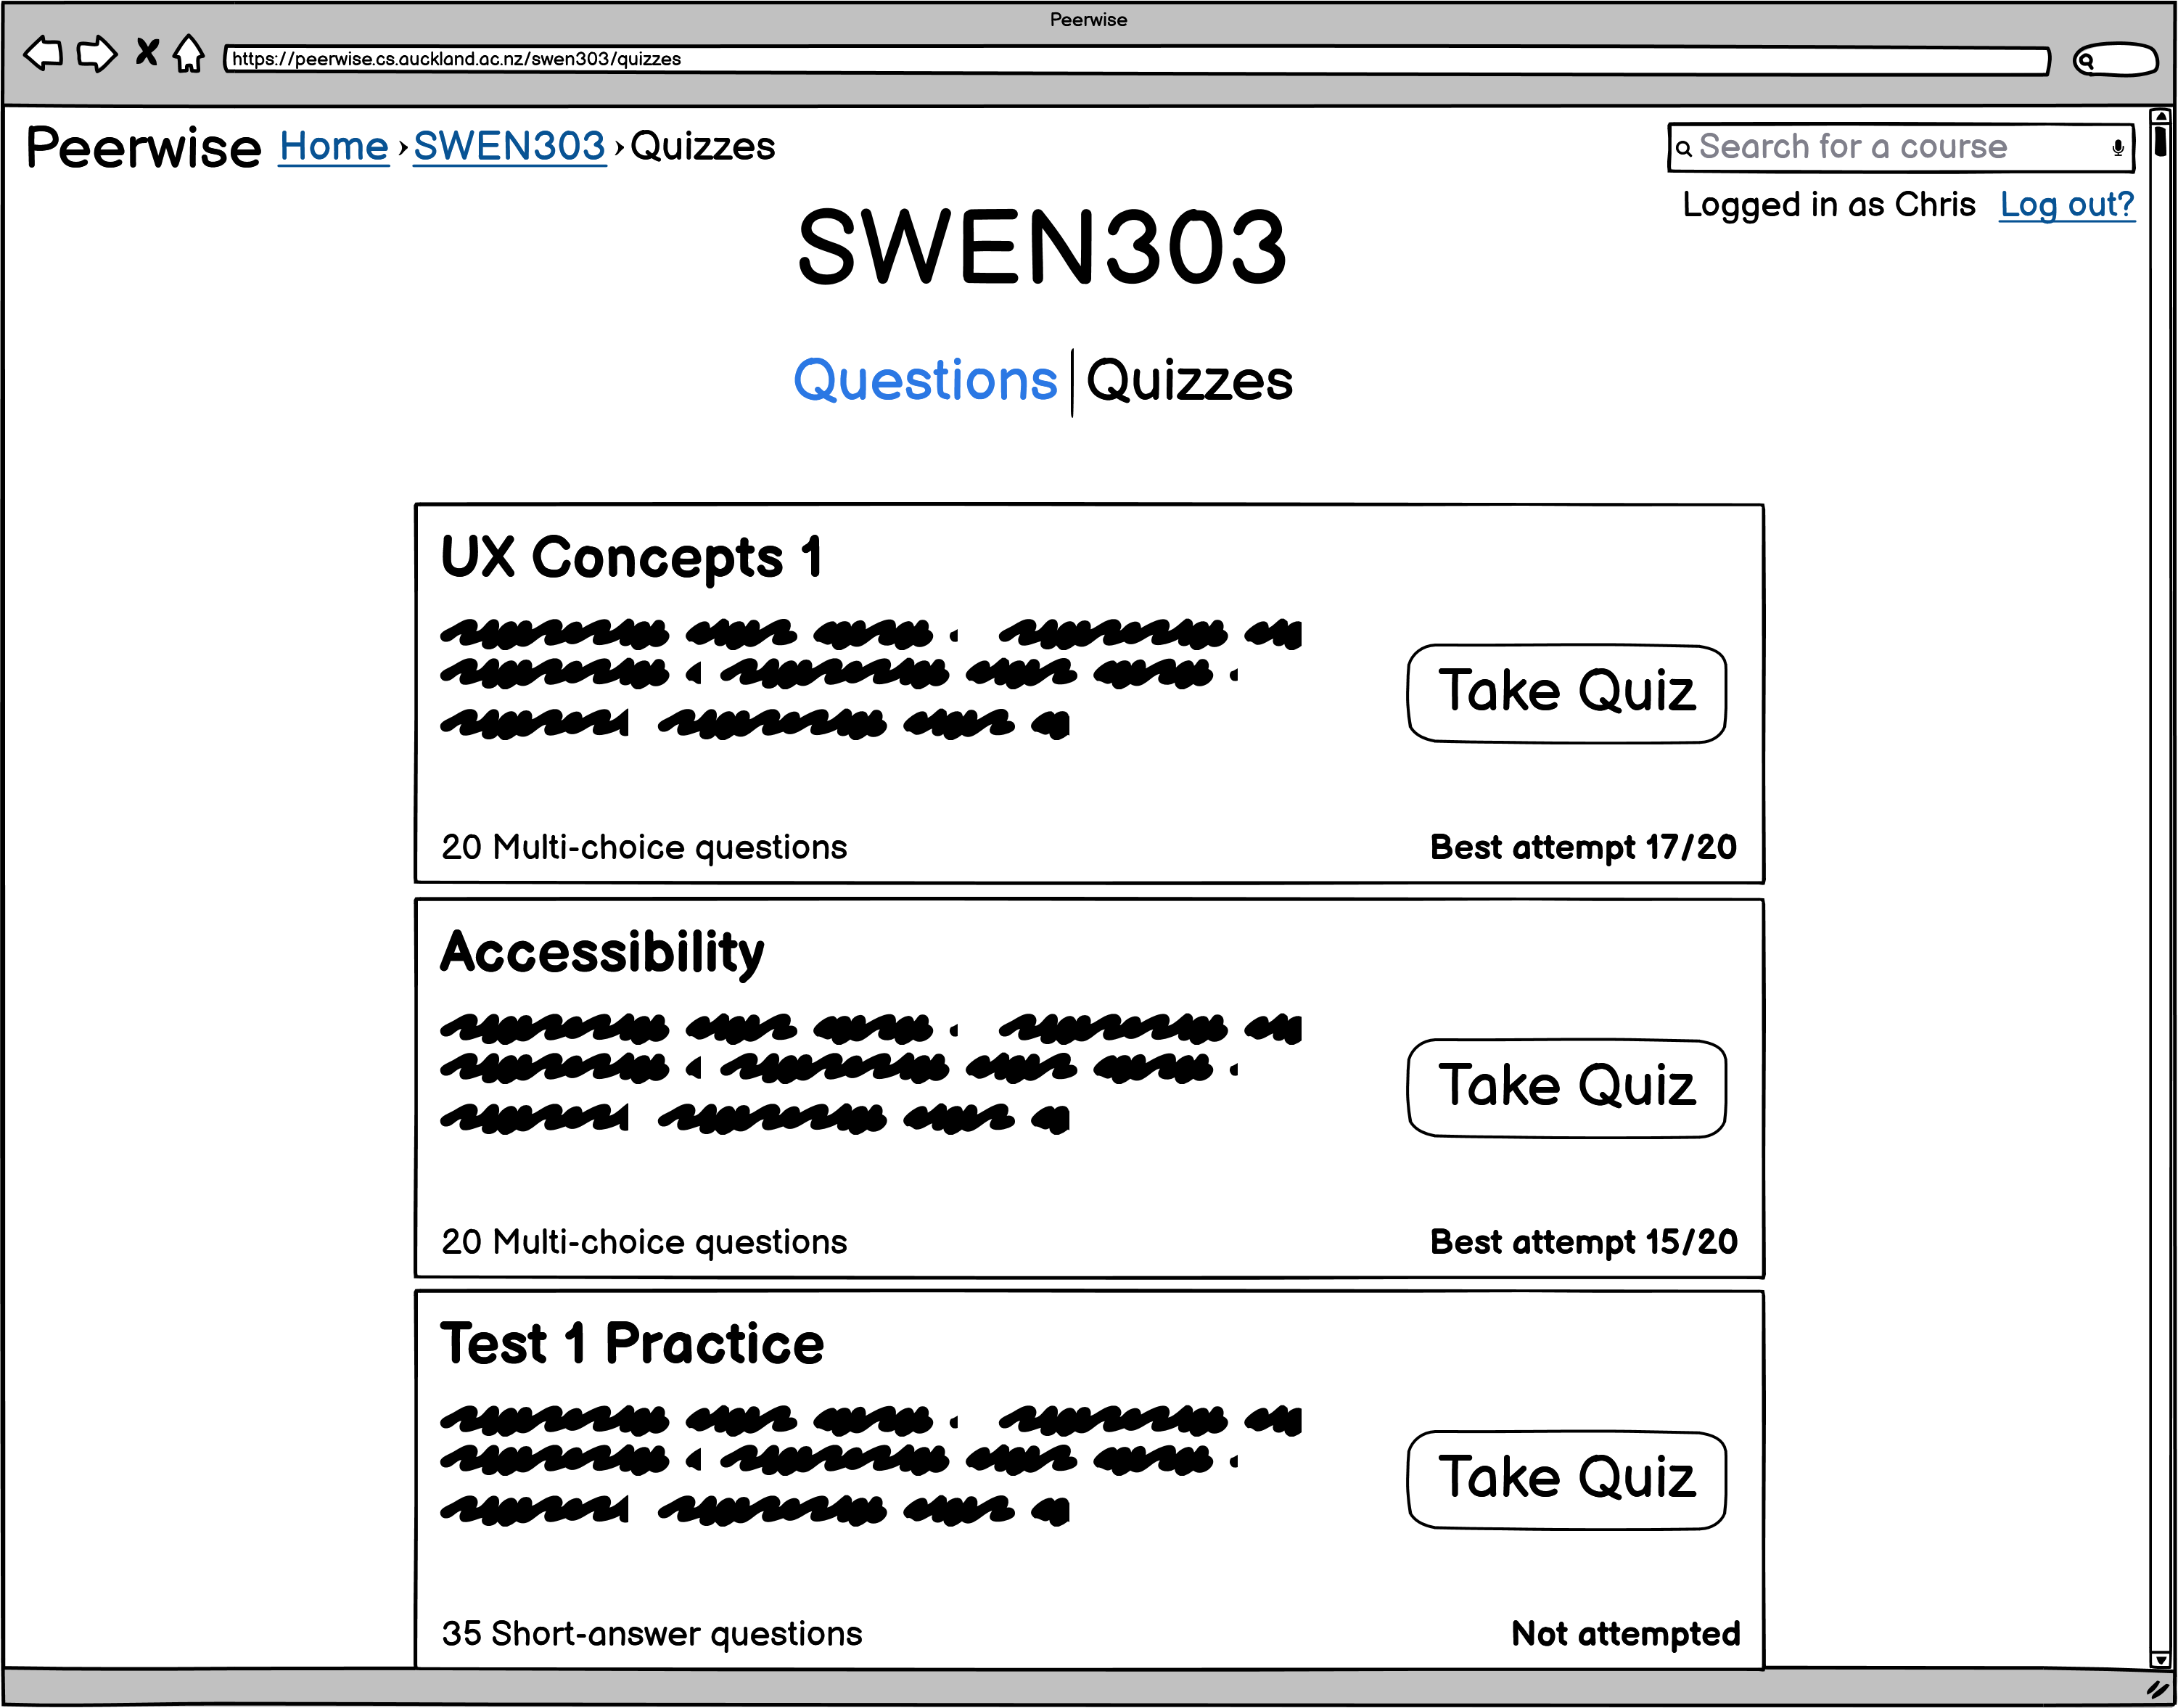 Peerwise
https://peerwise.cs.auckland.ac.nz/swen303/quizzes
Peerwise Home › SWEN303 › Quizzes
Search for a course
Logged in as Chris Log out?
SWEN303
Questions | Quizzes
UX Concepts 1
Take Quiz
20 Multi-choice questions
Best attempt 17/20
Accessibility
Take Quiz
20 Multi-choice questions
Best attempt 15/20
Test 1 Practice
Take Quiz
35 Short-answer questions
Not attempted